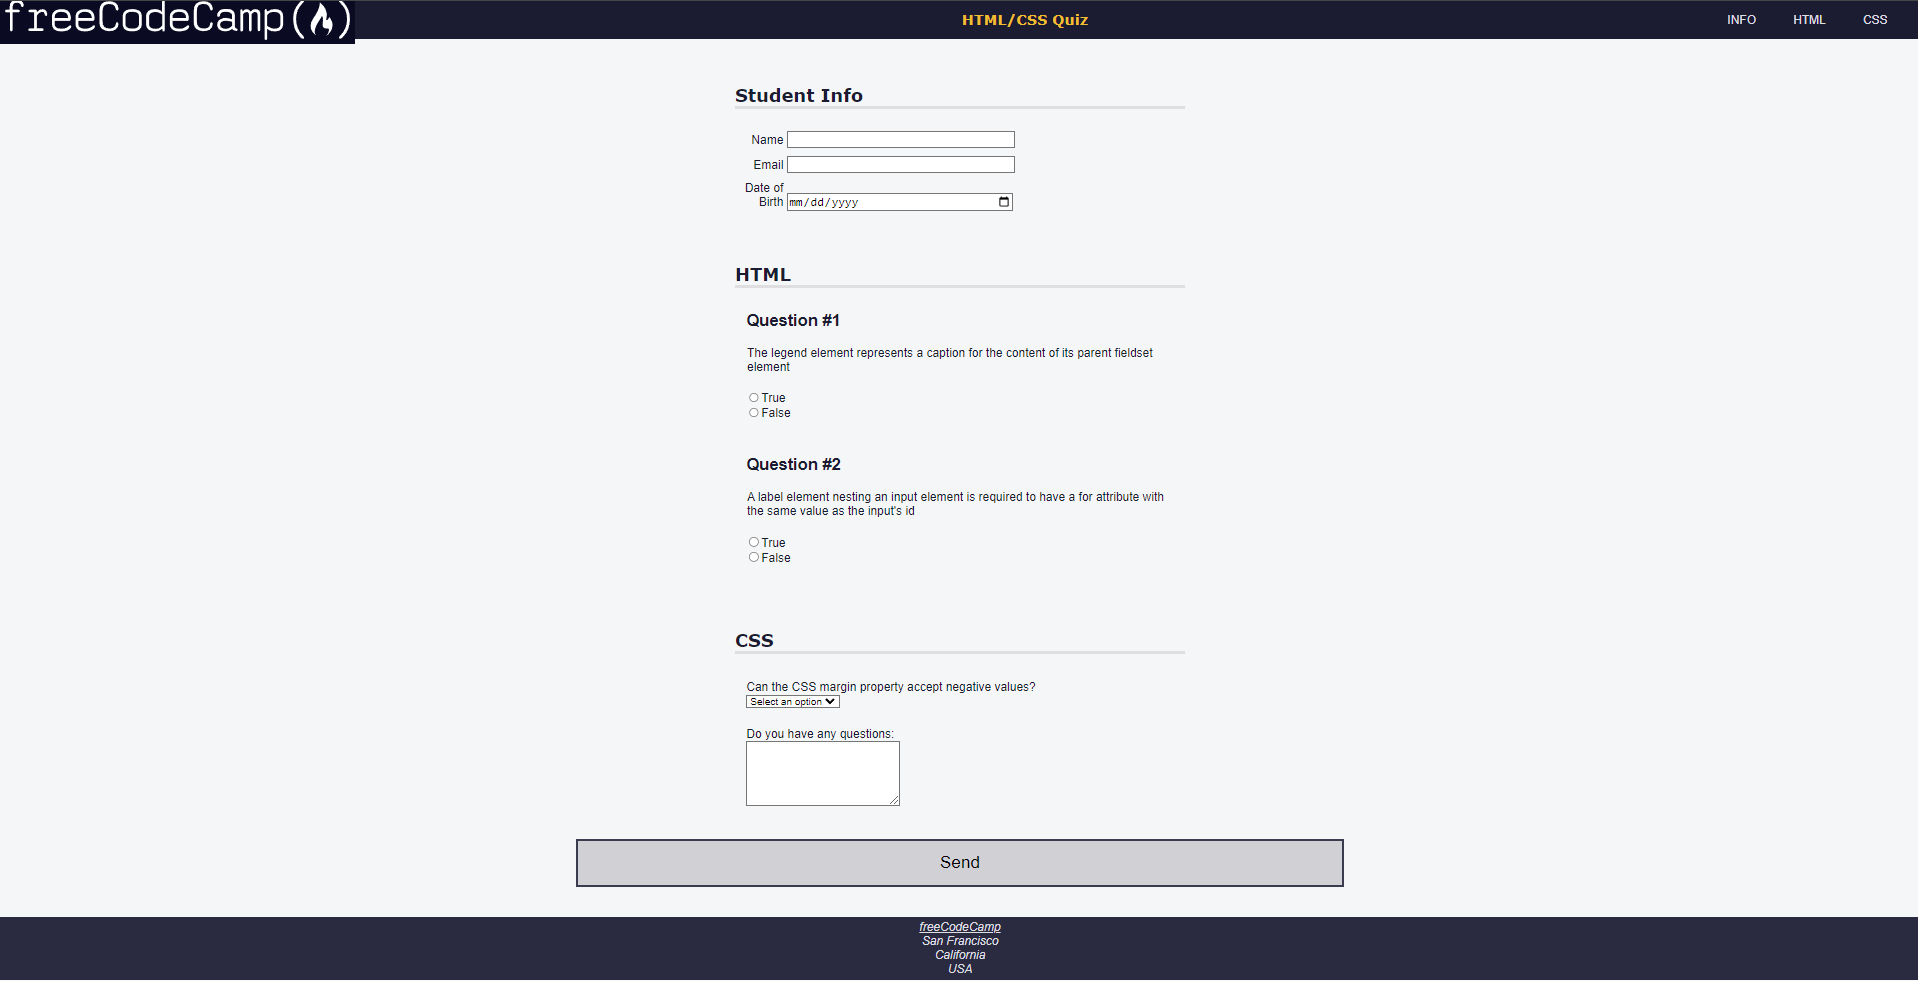 freeCodeCamp
HTML/CSS Quiz
INFO
HTML
CSS
Student Info
Name
Email
Date of
Birth
mm/dd/yyyy
HTML
Question #1
The legend element represents a caption for the content of its parent fieldset
element
True
False
Question #2
A label element nesting an input element is required to have a for attribute with
the same value as the input's id
True
False
CSS
Can the CSS margin property accept negative values?
Select an option
Do you have any questions:
Send
freeCodeCamp
San Francisco
California
USA